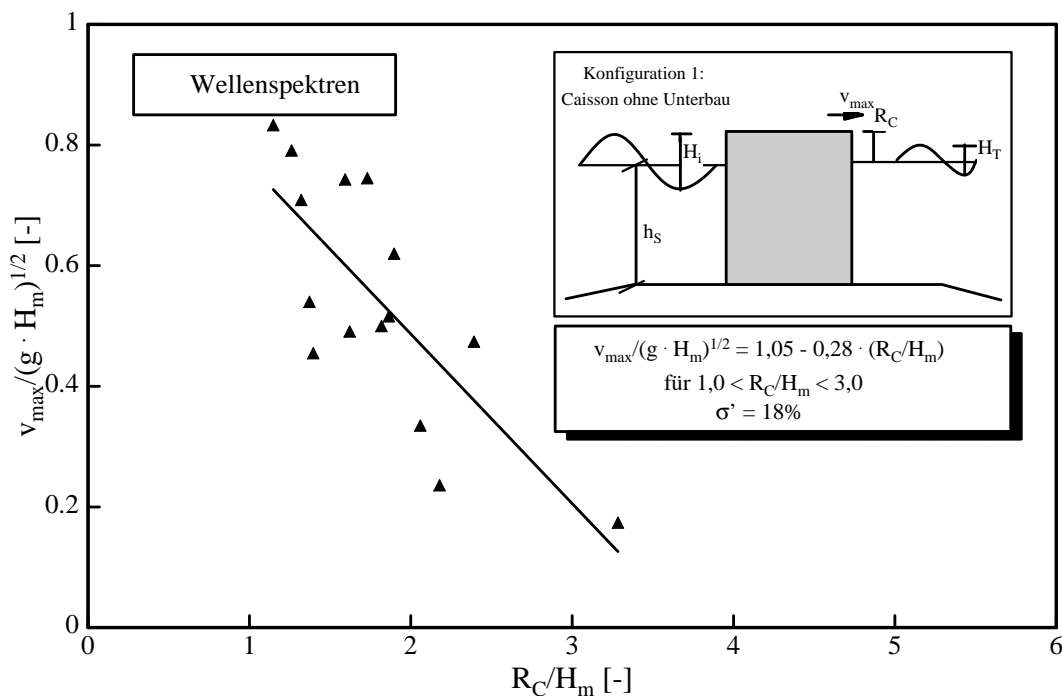 1
0.8
0.6
0.4
0.2
0
0
1
2
3
4
5
6
v_max/(g · H_m)^1/2 [-]
R_C/H_m [-]
Wellenspektren
Konfiguration 1:
Caisson ohne Unterbau
v_max
R_C
H_i
H_T
h_S
v_max/(g · H_m)^1/2 = 1,05 - 0,28 · (R_C/H_m)
für 1,0 < R_C/H_m < 3,0
σ' = 18%